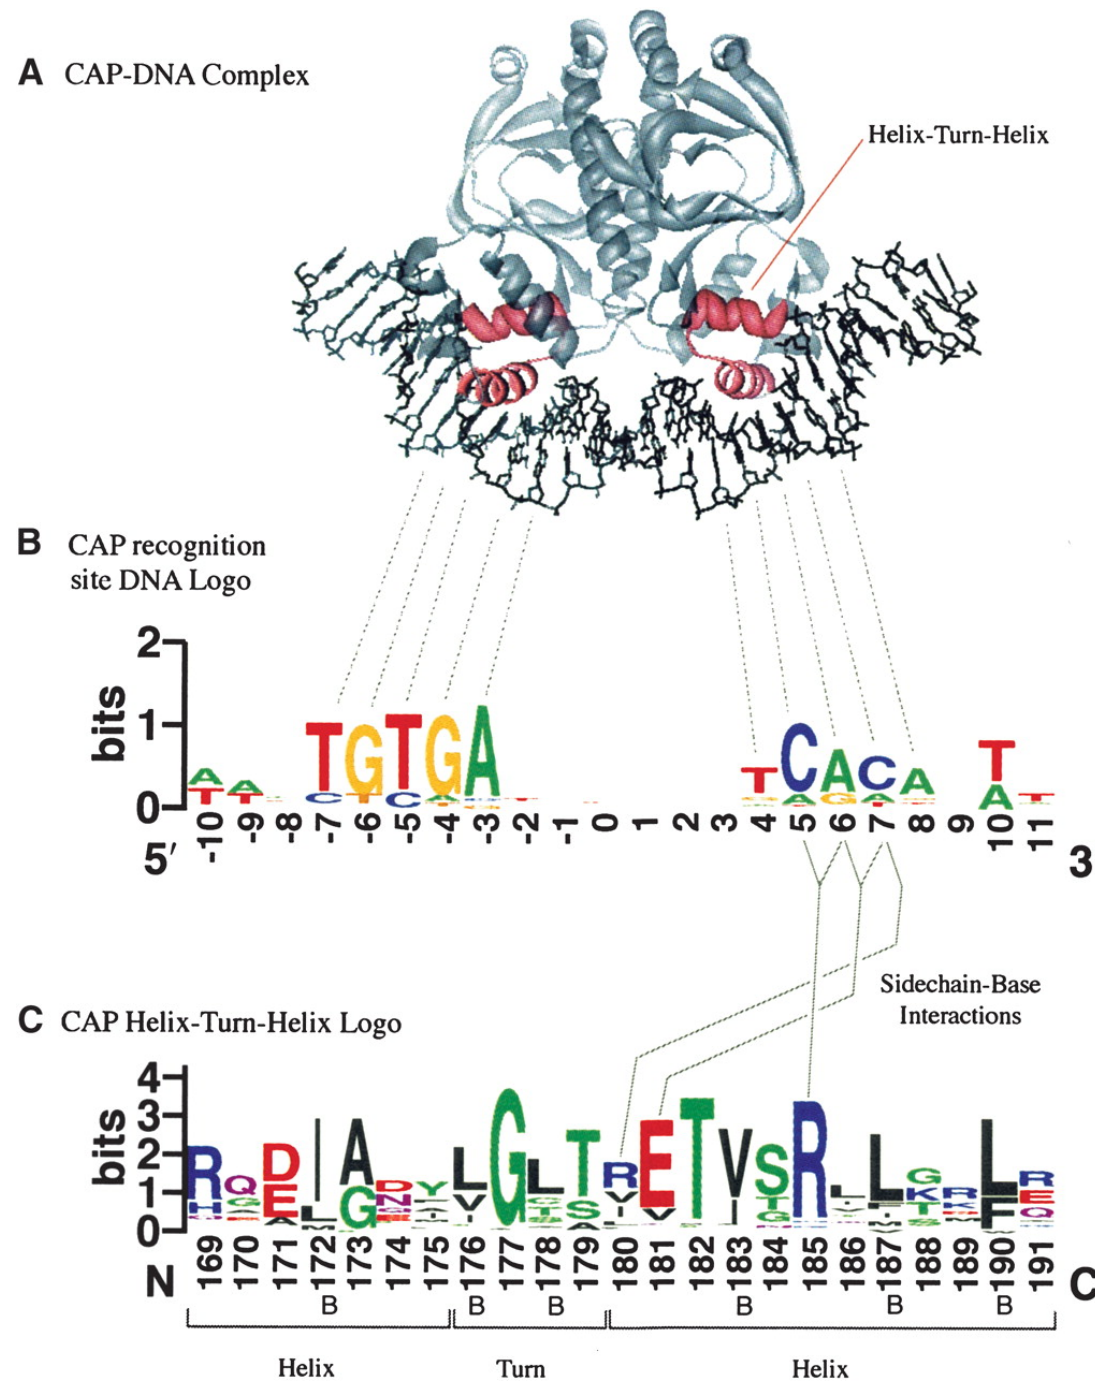 A CAP-DNA Complex
Helix-Turn-Helix
B CAP recognition
site DNA Logo
2
bits
1
0
T G T G A
T C A C A
T
A
-10 -9 -8 -7 -6 -5 -4 -3 -2 -1 0 1 2 3 4 5 6 7 8 9 10 11
5′ 3
Sidechain-Base
Interactions
C CAP Helix-Turn-Helix Logo
4
3
bits
2
1
0
R Q D I A D Y L G L T R E T V S R L L G R L R
169 170 171 172 173 174 175 176 177 178 179 180 181 182 183 184 185 186 187 188 189 190 191
N C
B B B B B B
Helix Turn Helix